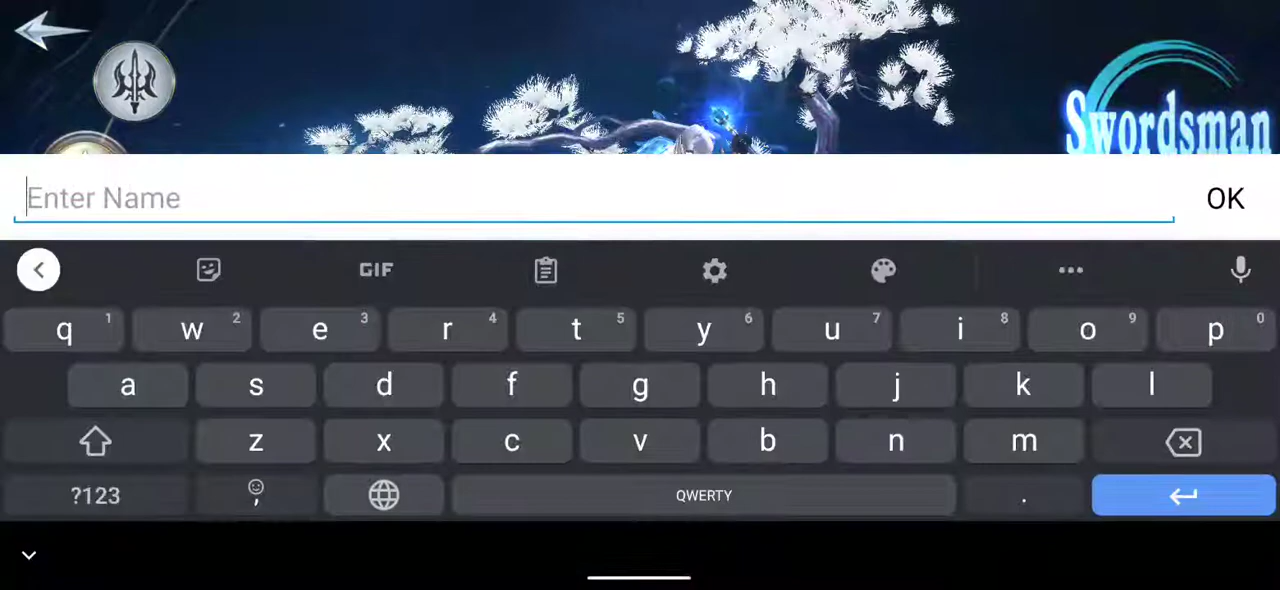 Swordsman
Enter Name
OK
GIF
q 1 w 2 e 3 r 4 t 5 y 6 u 7 i 8 o 9 p 0
a s d f g h j k l
z x c v b n m
?123 , QWERTY .